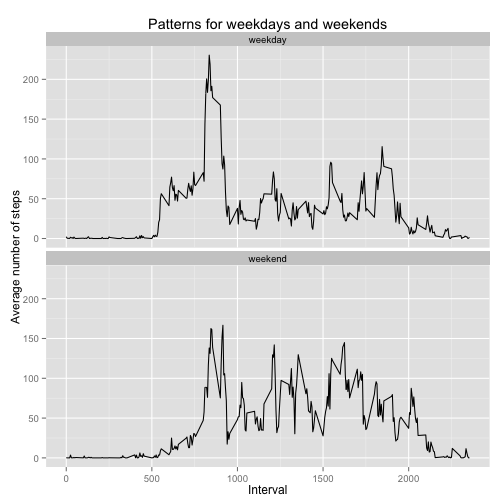 Patterns for weekdays and weekends
weekday
200
150
100
50
0
weekend
200
150
100
50
0
Average number of steps
0 500 1000 1500 2000
Interval